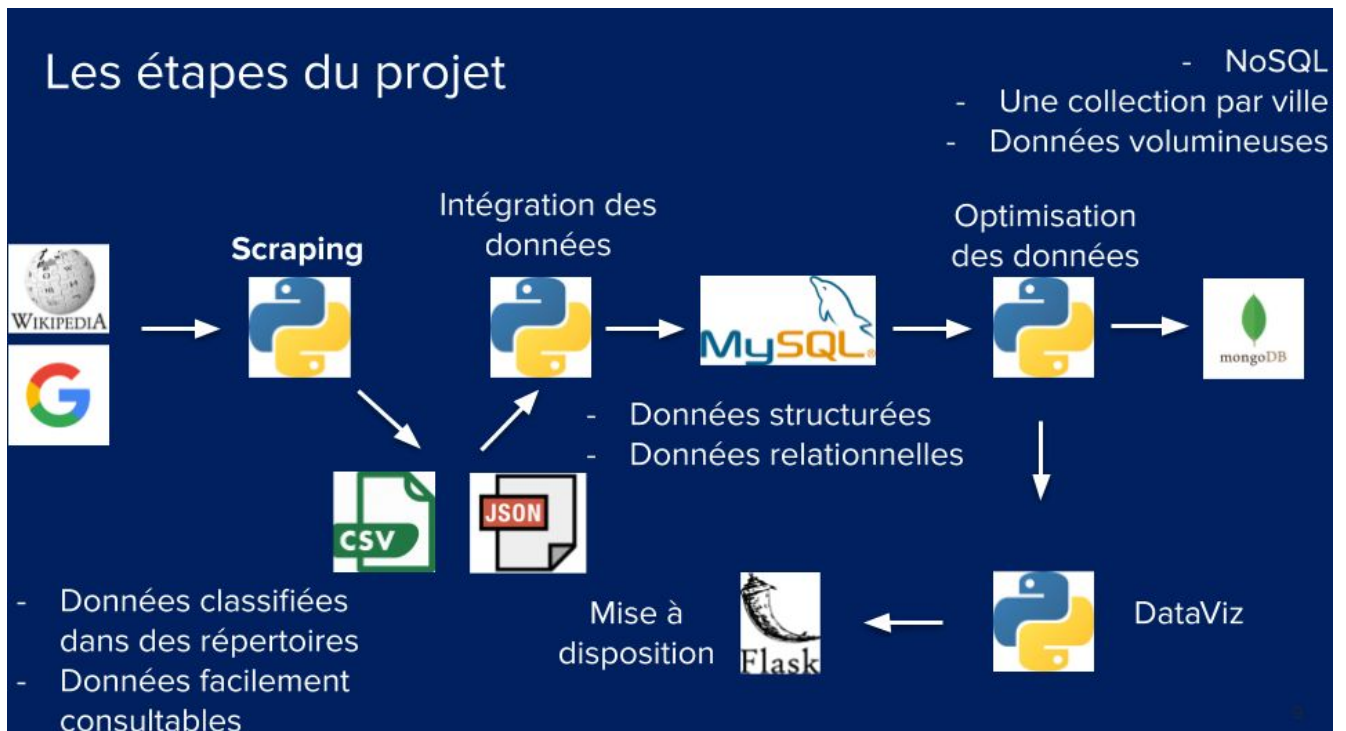 Les étapes du projet
- NoSQL
- Une collection par ville
- Données volumineuses
Intégration des
données
Optimisation
des données
Scraping
WIKIPEDIA
G
MySQL®
mongoDB
- Données structurées
- Données relationnelles
CSV
JSON
- Données classifiées
dans des répertoires
- Données facilement
consultables
Mise à
disposition
Flask
DataViz